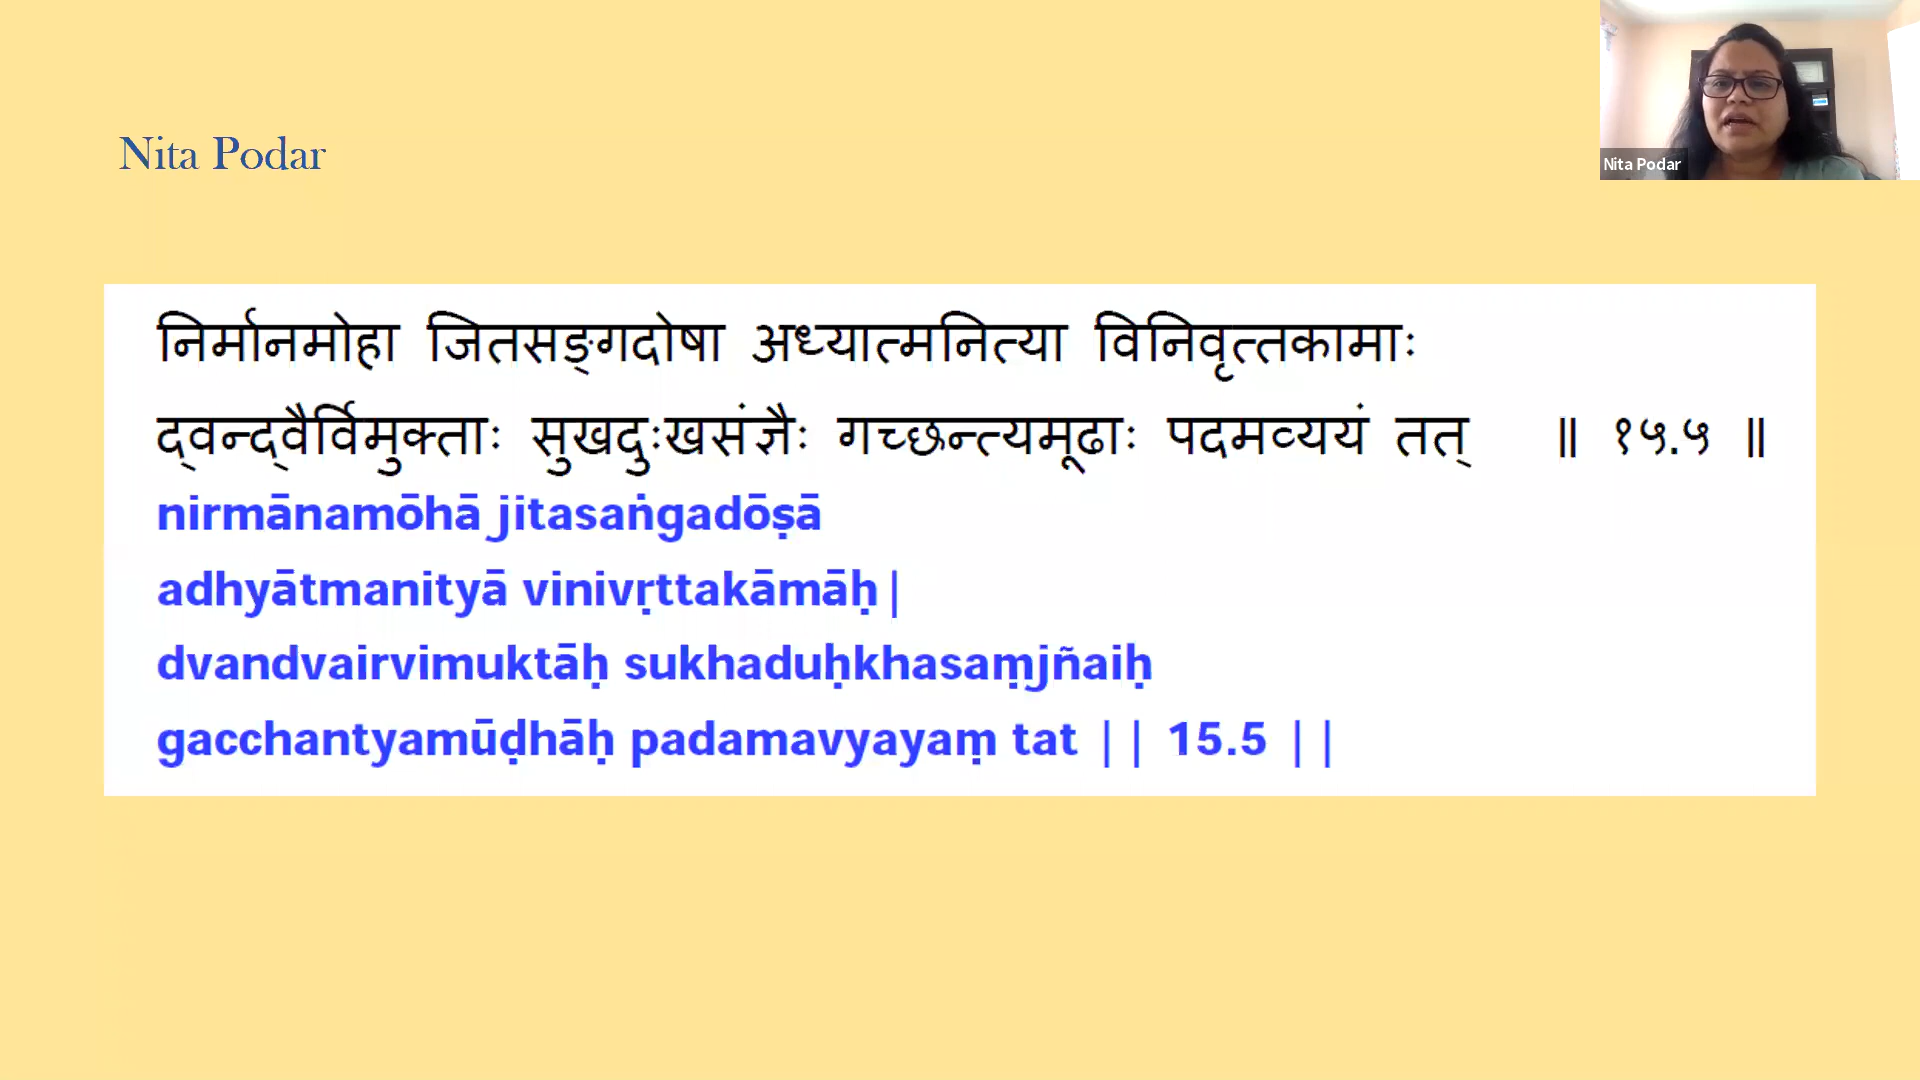 Nita Podar
Nita Podar
निर्मानमोहा जितसङ्गदोषा अध्यात्मनित्या विनिवृत्तकामाः
द्वन्द्वैर्विमुक्ताः सुखदुःखसंज्ञैः गच्छन्त्यमूढाः पदमव्ययं तत् ॥ १५.५ ॥
nirmānamōhā jitasaṅgadōṣā
adhyātmanityā vinivṛttakāmāḥ |
dvandvairvimuktāḥ sukhaduḥkhasaṃjñaiḥ
gacchantyamūḍhāḥ padamavyayaṃ tat || 15.5 ||